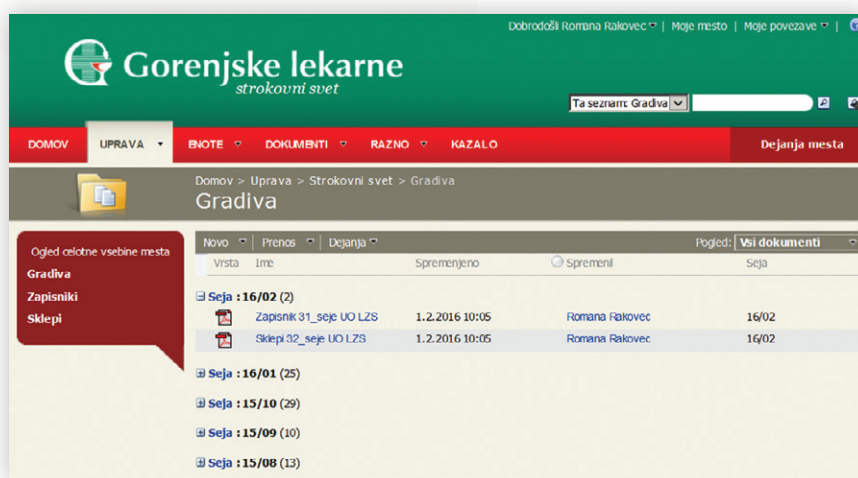 Dobrodošli Romana Rakovec | Moje mesto | Moje povezave |
Gorenjske lekarne
strokovni svet
Ta seznam: Gradiva
DOMOV UPRAVA ENOTE DOKUMENTI RAZNO KAZALO Dejanja mesta
Domov > Uprava > Strokovni svet > Gradiva
Gradiva
Ogled celotne vsebine mesta
Gradiva
Zapisniki
Sklepi
Novo Prenos Dejanja Pogled: Vsi dokumenti
Vrsta Ime Spremenjeno Spremenil Seja
Seja : 16/02 (2)
Zapisnik 31_seje UO LZS 1.2.2016 10:05 Romana Rakovec 16/02
Sklepi 32_seje UO LZS 1.2.2016 10:05 Romana Rakovec 16/02
Seja : 16/01 (25)
Seja : 15/10 (29)
Seja : 15/09 (10)
Seja : 15/08 (13)